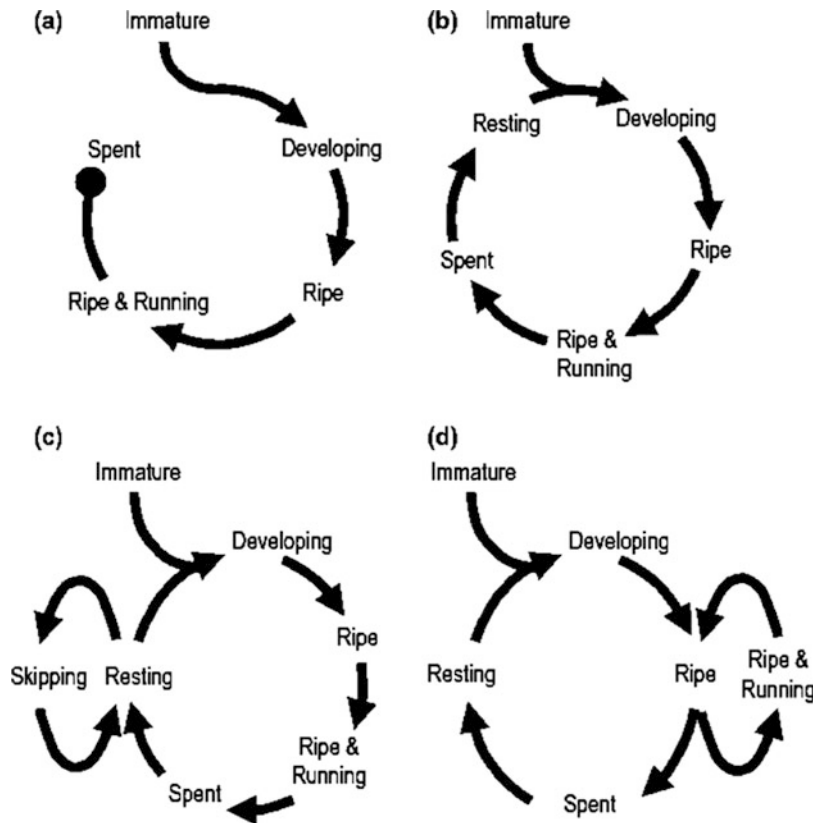 (a)
Immature
Developing
Ripe
Ripe & Running
Spent
(b)
Immature
Developing
Ripe
Ripe &
Running
Spent
Resting
(c)
Immature
Developing
Ripe
Ripe &
Running
Spent
Resting
Skipping
(d)
Immature
Developing
Ripe
Ripe &
Running
Spent
Resting